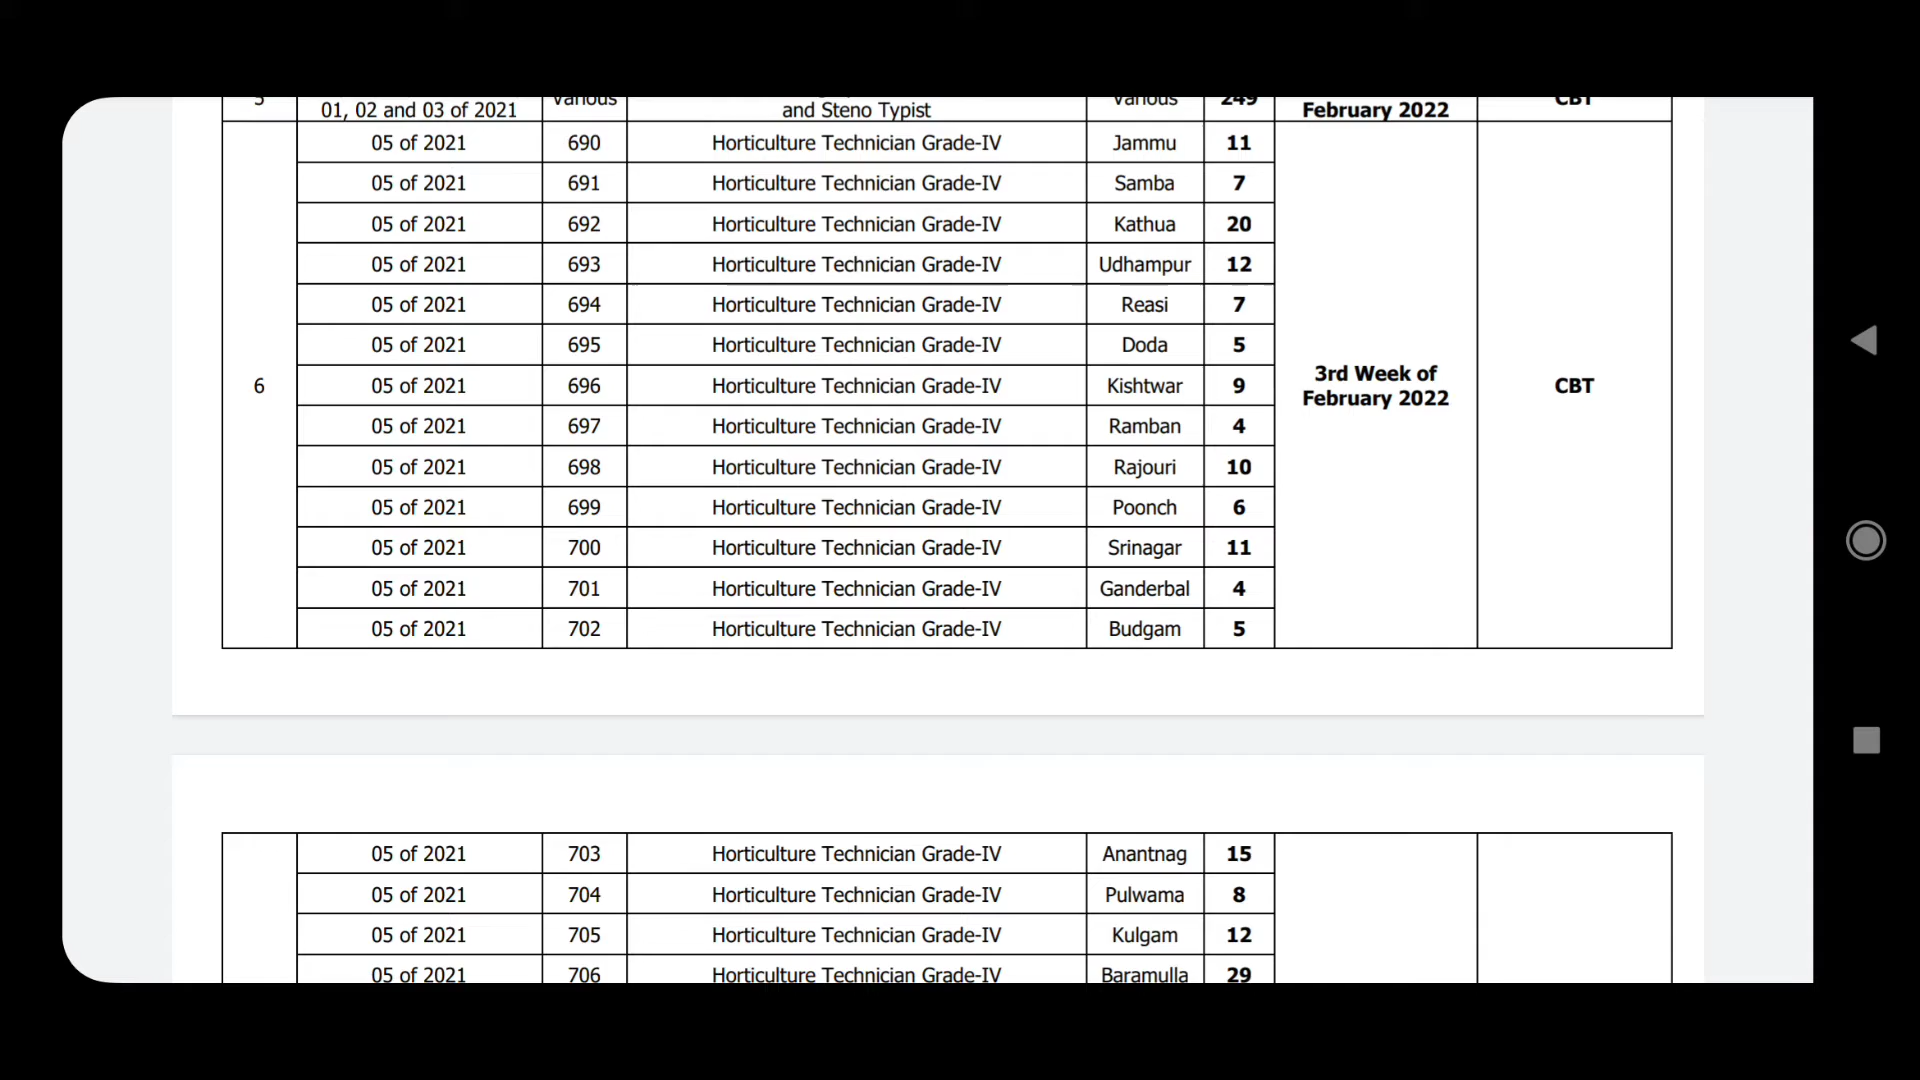 5 01, 02 and 03 of 2021 Various and Steno Typist Various 249 February 2022 CBT
05 of 2021 690 Horticulture Technician Grade-IV Jammu 11
05 of 2021 691 Horticulture Technician Grade-IV Samba 7
05 of 2021 692 Horticulture Technician Grade-IV Kathua 20
05 of 2021 693 Horticulture Technician Grade-IV Udhampur 12
05 of 2021 694 Horticulture Technician Grade-IV Reasi 7
05 of 2021 695 Horticulture Technician Grade-IV Doda 5
3rd Week of
6 05 of 2021 696 Horticulture Technician Grade-IV Kishtwar 9 CBT
February 2022
05 of 2021 697 Horticulture Technician Grade-IV Ramban 4
05 of 2021 698 Horticulture Technician Grade-IV Rajouri 10
05 of 2021 699 Horticulture Technician Grade-IV Poonch 6
05 of 2021 700 Horticulture Technician Grade-IV Srinagar 11
05 of 2021 701 Horticulture Technician Grade-IV Ganderbal 4
05 of 2021 702 Horticulture Technician Grade-IV Budgam 5
05 of 2021 703 Horticulture Technician Grade-IV Anantnag 15
05 of 2021 704 Horticulture Technician Grade-IV Pulwama 8
05 of 2021 705 Horticulture Technician Grade-IV Kulgam 12
05 of 2021 706 Horticulture Technician Grade-IV Baramulla 29